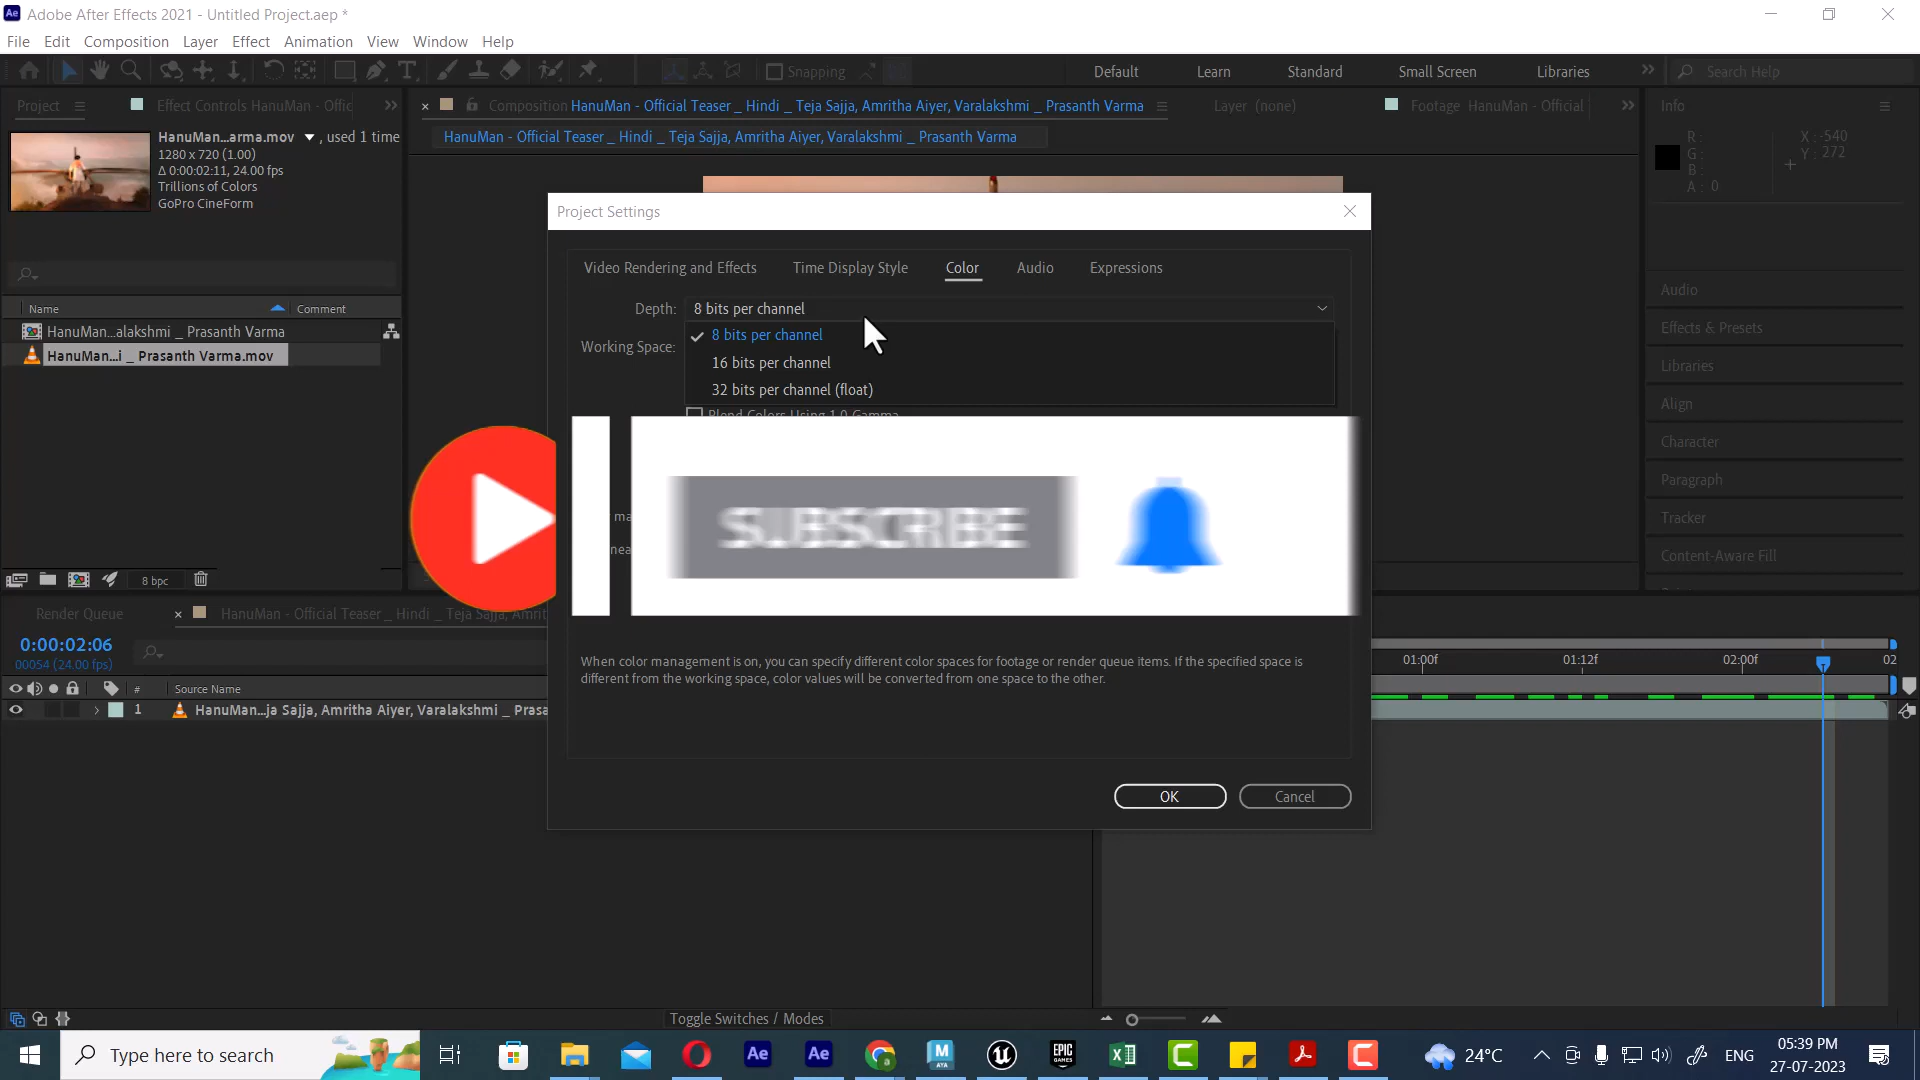 Adobe After Effects 2021 - Untitled Project.aep *
File Edit Composition Layer Effect Animation View Window Help
Snapping Default Learn Standard Small Screen Libraries Search Help
Project Effect Controls HanuMan - Offic Composition HanuMan - Official Teaser _ Hindi _ Teja Sajja, Amritha Aiyer, Varalakshmi _ Prasanth Varma Layer (none) Footage HanuMan - Official Info
HanuMan...arma.mov , used 1 time
1280 x 720 (1.00)
Δ 0:00:02:11, 24.00 fps
Trillions of Colors
GoPro CineForm
HanuMan - Official Teaser _ Hindi _ Teja Sajja, Amritha Aiyer, Varalakshmi _ Prasanth Varma
R:
G:
B:
A: 0
X: -540
Y: 272
Name Comment
HanuMan...alakshmi _ Prasanth Varma
HanuMan...i _ Prasanth Varma.mov
8 bpc
Project Settings
Video Rendering and Effects Time Display Style Color Audio Expressions
Depth: 8 bits per channel
8 bits per channel
Working Space:
16 bits per channel
32 bits per channel (float)
Blend Colors Using 1.0 Gamma
SUBSCRIBE
When color management is on, you can specify different color spaces for footage or render queue items. If the specified space is
different from the working space, color values will be converted from one space to the other.
OK Cancel
Audio
Effects & Presets
Libraries
Align
Character
Paragraph
Tracker
Content-Aware Fill
Render Queue HanuMan - Official Teaser _ Hindi _ Teja Sajja, Amrit
0:00:02:06
00054 (24.00 fps)
01:00f 01:12f 02:00f 02
# Source Name
1 HanuMan...ja Sajja, Amritha Aiyer, Varalakshmi _ Prasa
Toggle Switches / Modes
Type here to search
24°C ENG
05:39 PM
27-07-2023